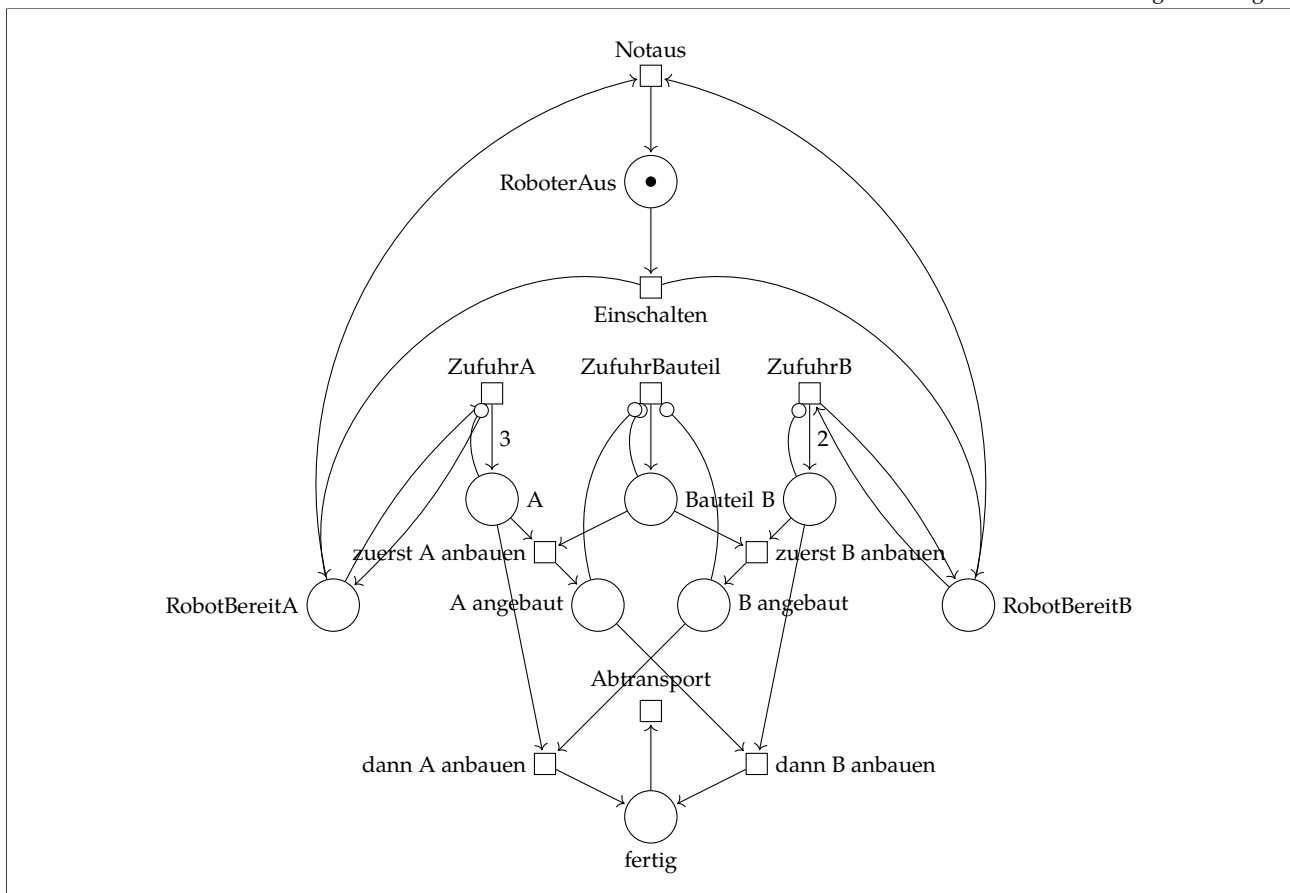 Notaus
RoboterAus
Einschalten
ZufuhrA
ZufuhrBauteil
ZufuhrB
3
2
A
Bauteil
B
zuerst A anbauen
zuerst B anbauen
RobotBereitA
A angebaut
B angebaut
RobotBereitB
Abtransport
dann A anbauen
dann B anbauen
fertig